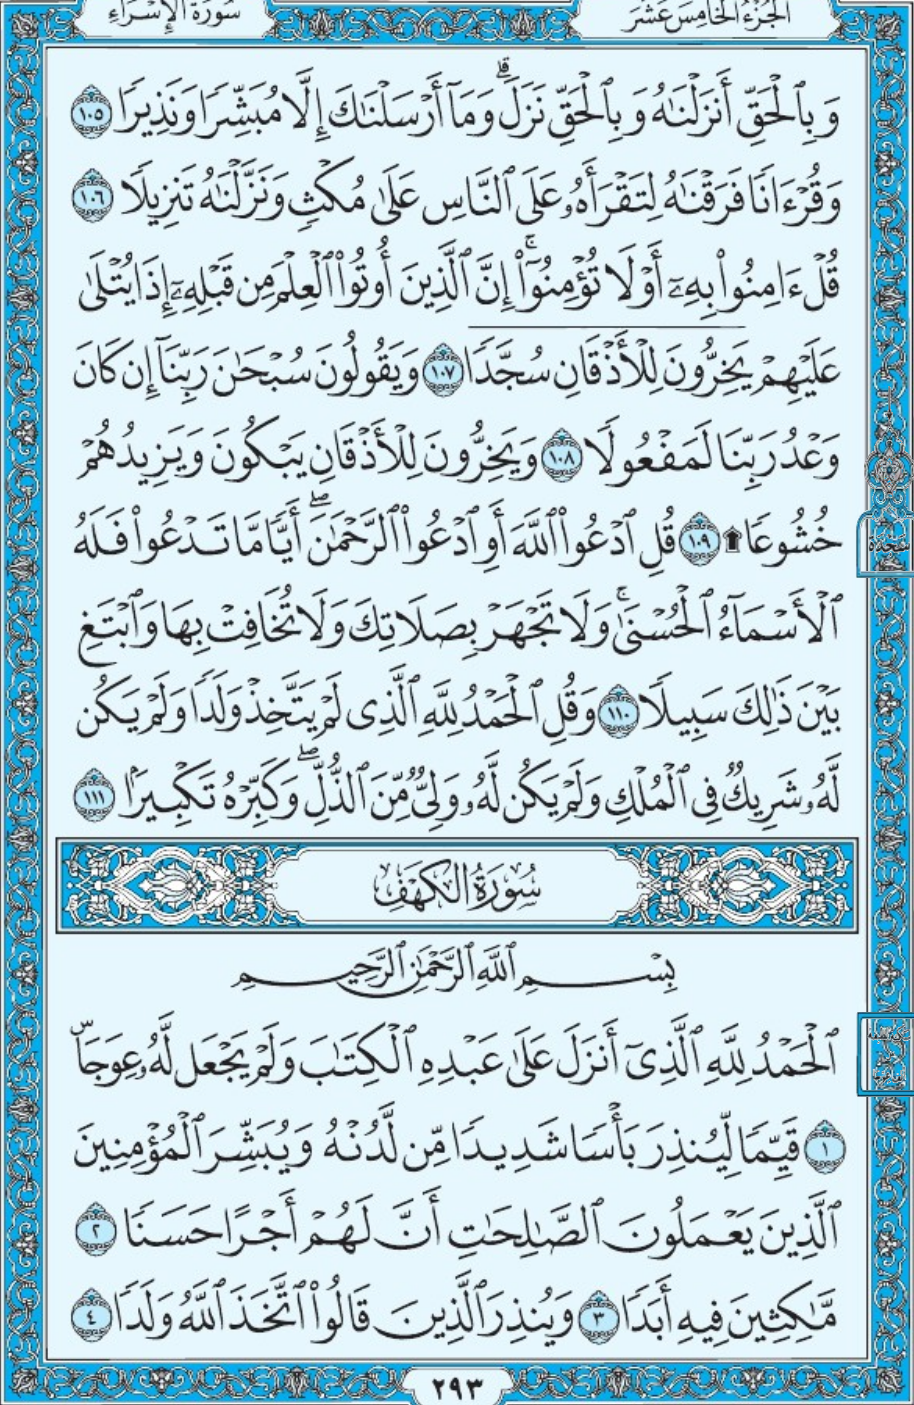 الجُزْءُ الخَامِسَ عَشَرَ
سُورَةُ الإِسْرَاءِ
وَبِٱلْحَقِّ أَنزَلْنَٰهُ وَبِٱلْحَقِّ نَزَلَۗ وَمَآ أَرْسَلْنَٰكَ إِلَّا مُبَشِّرًا وَنَذِيرًا ١٠٥
وَقُرْءَانًا فَرَقْنَٰهُ لِتَقْرَأَهُۥ عَلَى ٱلنَّاسِ عَلَىٰ مُكْثٍ وَنَزَّلْنَٰهُ تَنزِيلًا ١٠٦
قُلْ ءَامِنُوا۟ بِهِۦٓ أَوْ لَا تُؤْمِنُوٓا۟ۚ إِنَّ ٱلَّذِينَ أُوتُوا۟ ٱلْعِلْمَ مِن قَبْلِهِۦٓ إِذَا يُتْلَىٰ
عَلَيْهِمْ يَخِرُّونَ لِلْأَذْقَانِ سُجَّدًا ١٠٧ وَيَقُولُونَ سُبْحَٰنَ رَبِّنَآ إِن كَانَ
وَعْدُ رَبِّنَا لَمَفْعُولًا ١٠٨ وَيَخِرُّونَ لِلْأَذْقَانِ يَبْكُونَ وَيَزِيدُهُمْ
خُشُوعًا ١٠٩ قُلِ ٱدْعُوا۟ ٱللَّهَ أَوِ ٱدْعُوا۟ ٱلرَّحْمَٰنَۖ أَيًّا مَّا تَدْعُوا۟ فَلَهُ
ٱلْأَسْمَآءُ ٱلْحُسْنَىٰۚ وَلَا تَجْهَرْ بِصَلَاتِكَ وَلَا تُخَافِتْ بِهَا وَٱبْتَغِ
بَيْنَ ذَٰلِكَ سَبِيلًا ١١٠ وَقُلِ ٱلْحَمْدُ لِلَّهِ ٱلَّذِى لَمْ يَتَّخِذْ وَلَدًا وَلَمْ يَكُن
لَّهُۥ شَرِيكٌ فِى ٱلْمُلْكِ وَلَمْ يَكُن لَّهُۥ وَلِىٌّ مِّنَ ٱلذُّلِّۖ وَكَبِّرْهُ تَكْبِيرًۢا ١١١
سُورَةُ الكَهْفِ
بِسْمِ ٱللَّهِ ٱلرَّحْمَٰنِ ٱلرَّحِيمِ
ٱلْحَمْدُ لِلَّهِ ٱلَّذِىٓ أَنزَلَ عَلَىٰ عَبْدِهِ ٱلْكِتَٰبَ وَلَمْ يَجْعَل لَّهُۥ عِوَجَاۜ
١ قَيِّمًا لِّيُنذِرَ بَأْسًا شَدِيدًا مِّن لَّدُنْهُ وَيُبَشِّرَ ٱلْمُؤْمِنِينَ
ٱلَّذِينَ يَعْمَلُونَ ٱلصَّٰلِحَٰتِ أَنَّ لَهُمْ أَجْرًا حَسَنًا ٢
مَّٰكِثِينَ فِيهِ أَبَدًا ٣ وَيُنذِرَ ٱلَّذِينَ قَالُوا۟ ٱتَّخَذَ ٱللَّهُ وَلَدًا ٤
سَجْدَة
٢٩٣